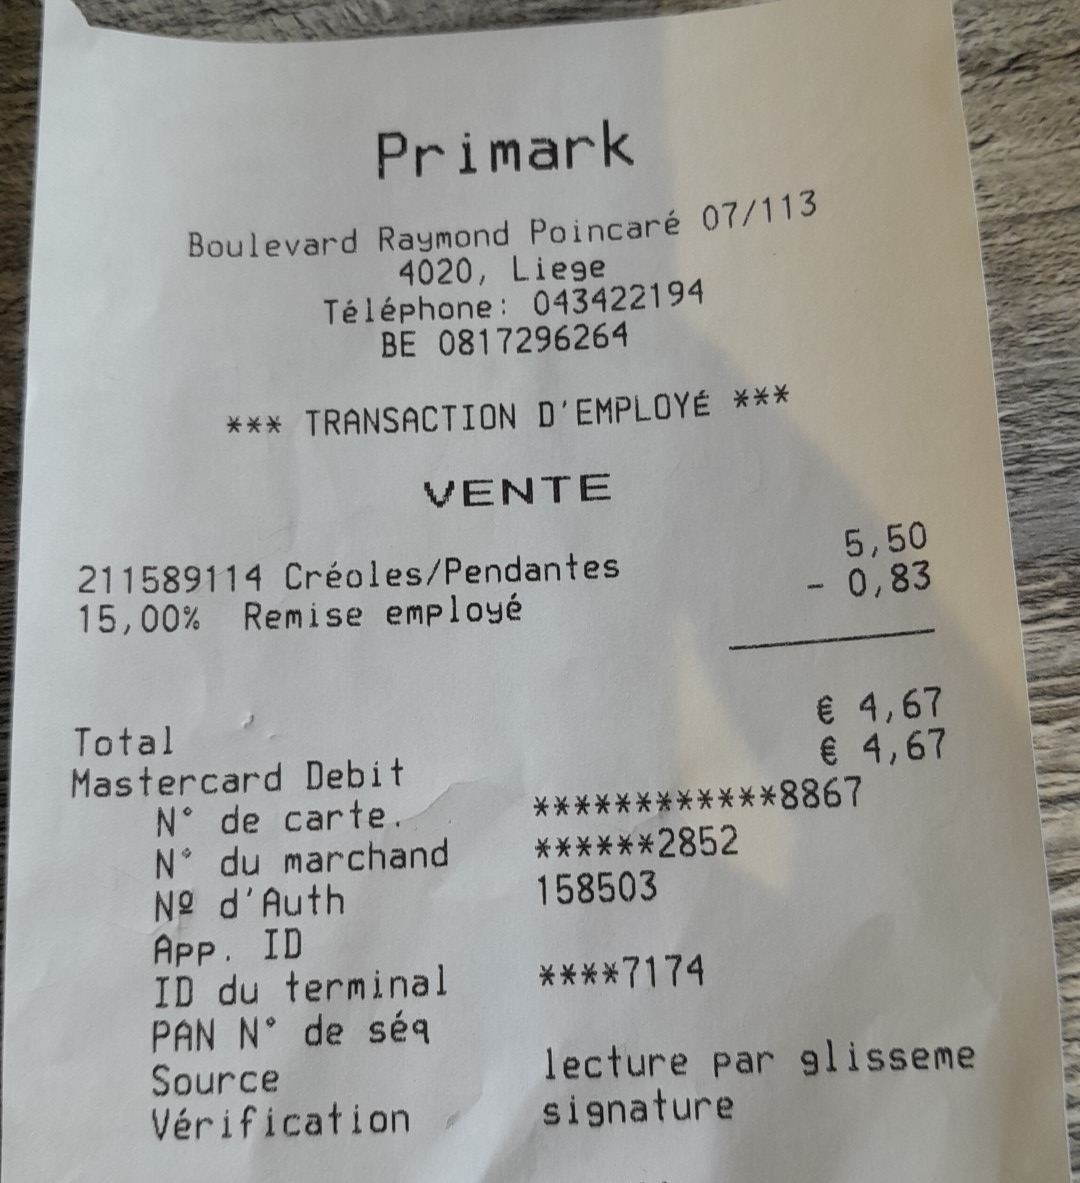 Primark
Boulevard Raymond Poincaré 07/113
4020, Liege
Téléphone: 043422194
BE 0817296264
*** TRANSACTION D'EMPLOYÉ ***
VENTE
211589114 Créoles/Pendantes 5,50
15,00% Remise employé - 0,83
Total € 4,67
Mastercard Debit € 4,67
N° de carte. ************8867
N° du marchand ******2852
Nº d'Auth 158503
App. ID
ID du terminal ****7174
PAN N° de séq
Source lecture par glisseme
Vérification signature